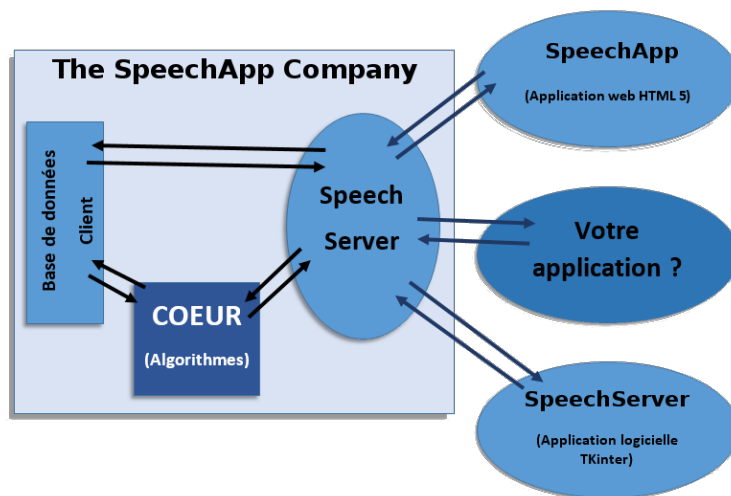 The SpeechApp Company
Base de données
Client
COEUR
(Algorithmes)
Speech
Server
SpeechApp
(Application web HTML 5)
Votre
application ?
SpeechServer
(Application logicielle
TKinter)